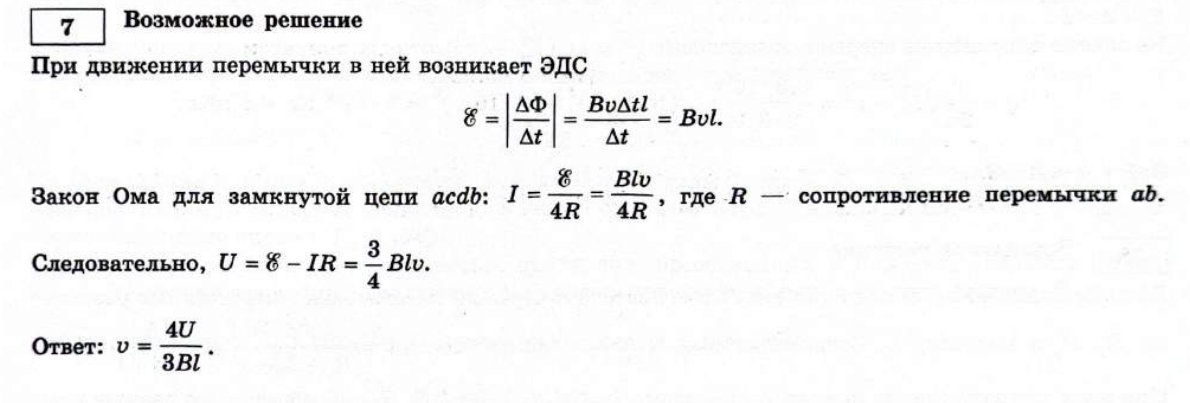 7 Возможное решение
При движении перемычки в ней возникает ЭДС
ℰ = |ΔΦ/Δt| = BvΔtl/Δt = Bvl.
Закон Ома для замкнутой цепи acdb: I = ℰ/4R = Blv/4R, где R — сопротивление перемычки ab.
Следовательно, U = ℰ – IR = 3/4 Blv.
Ответ: v = 4U/3Bl.